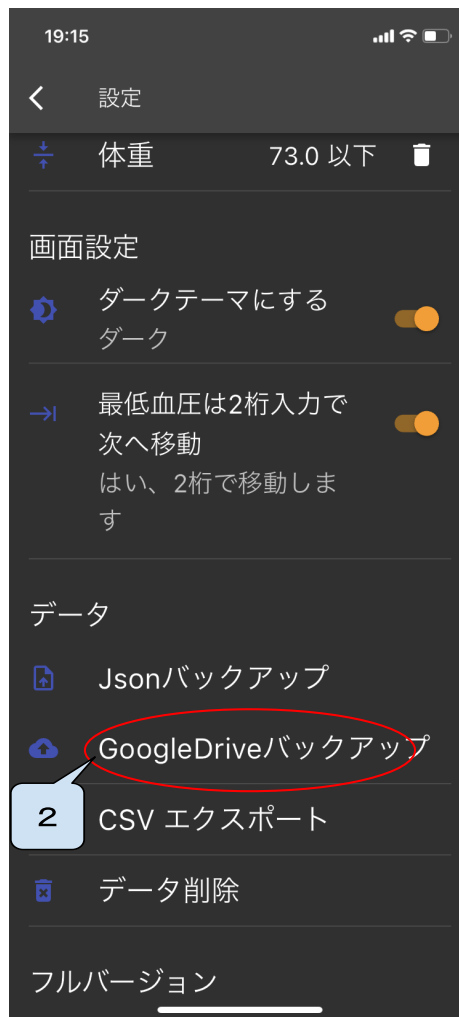 19:15
設定
体重 73.0 以下
画面設定
ダークテーマにする
ダーク
最低血圧は2桁入力で
次へ移動
はい、2桁で移動しま
す
データ
Jsonバックアップ
GoogleDriveバックアップ
2
CSV エクスポート
データ削除
フルバージョン